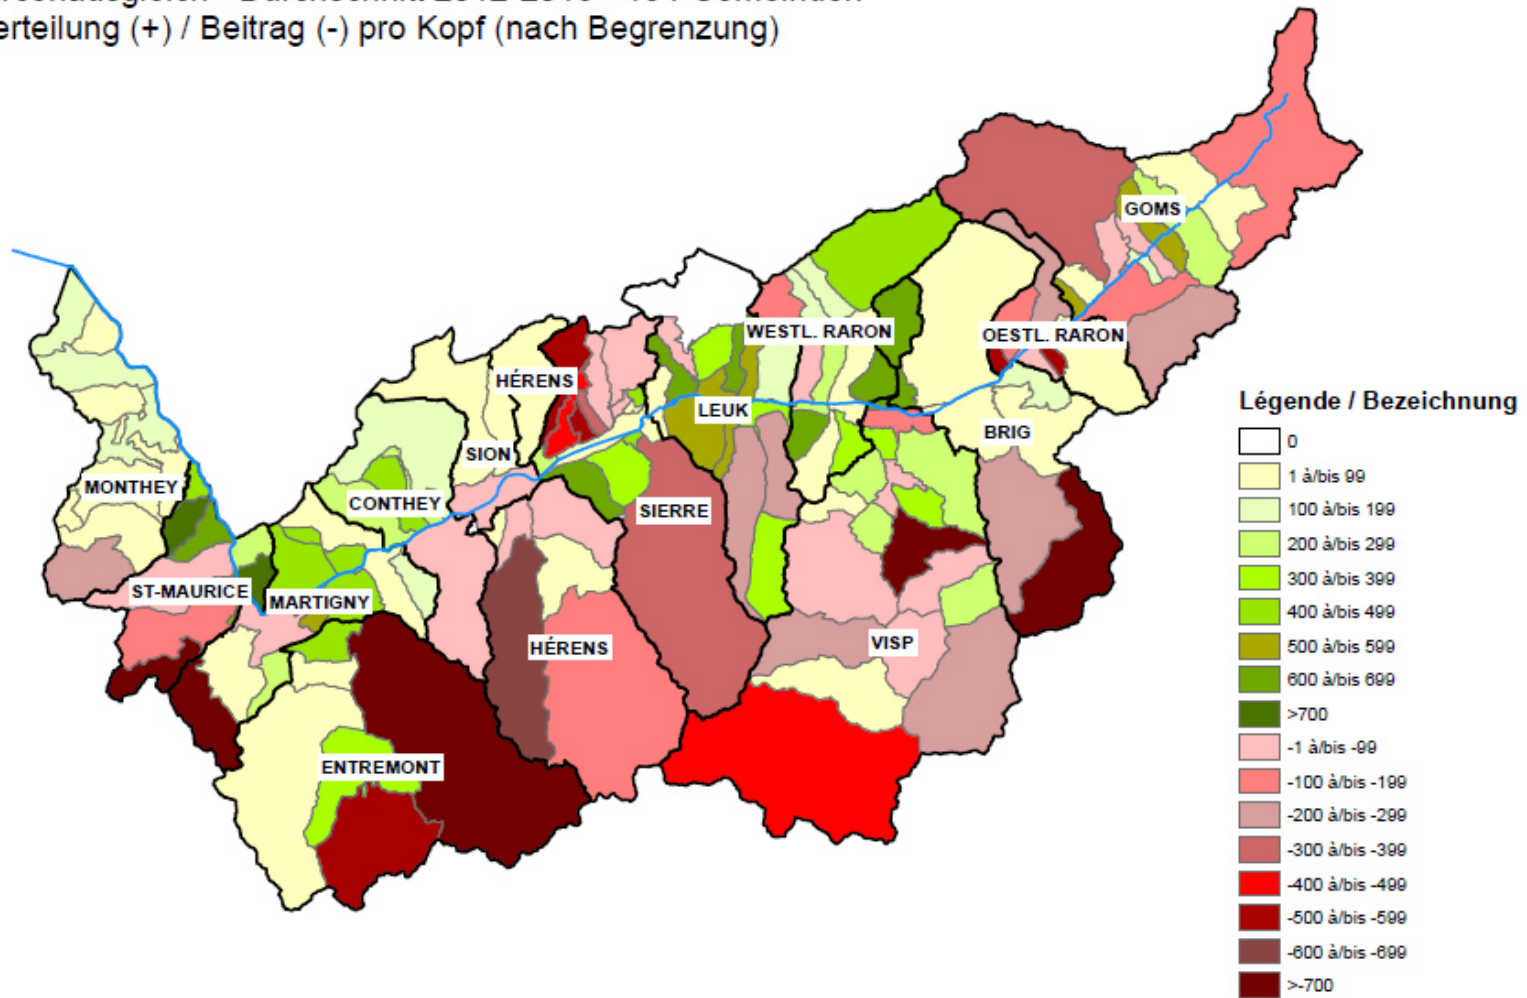 erteilung (+) / Beitrag (-) pro Kopf (nach Begrenzung)
GOMS
WESTL. RARON
OESTL. RARON
HÉRENS
LEUK
BRIG
SION
MONTHEY
CONTHEY
SIERRE
ST-MAURICE
MARTIGNY
HÉRENS
VISP
ENTREMONT
Légende / Bezeichnung
0
1 à/bis 99
100 à/bis 199
200 à/bis 299
300 à/bis 399
400 à/bis 499
500 à/bis 599
600 à/bis 699
>700
-1 à/bis -99
-100 à/bis -199
-200 à/bis -299
-300 à/bis -399
-400 à/bis -499
-500 à/bis -599
-600 à/bis -699
>-700